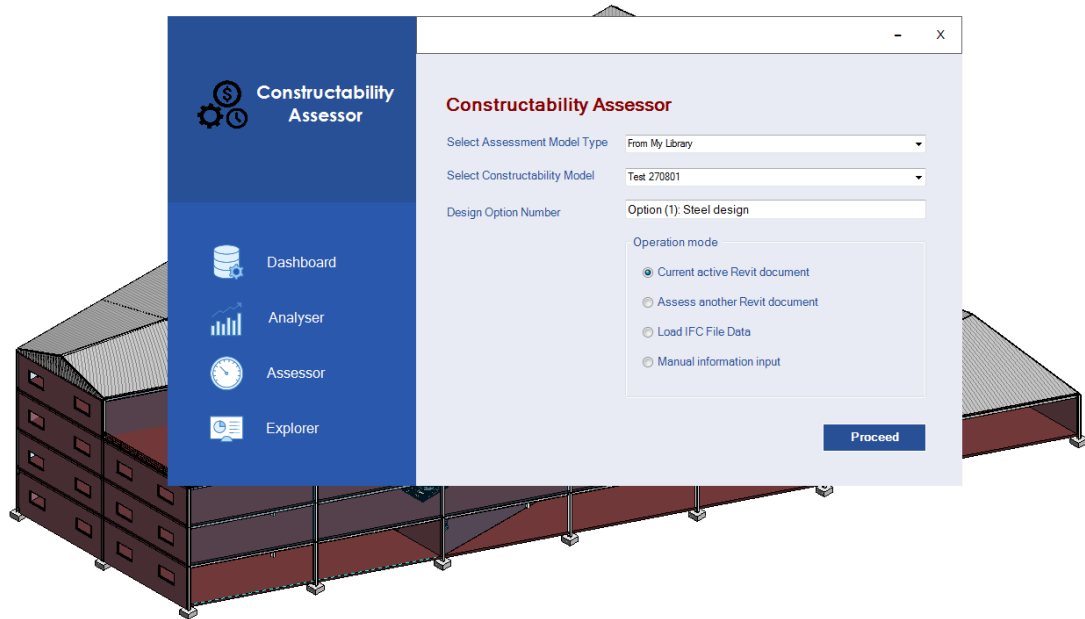 Constructability
Assessor
Dashboard
Analyser
Assessor
Explorer
– X
Constructability Assessor
Select Assessment Model Type From My Library
Select Constructability Model Test 270801
Design Option Number Option (1): Steel design
Operation mode
Current active Revit document
Assess another Revit document
Load IFC File Data
Manual information input
Proceed